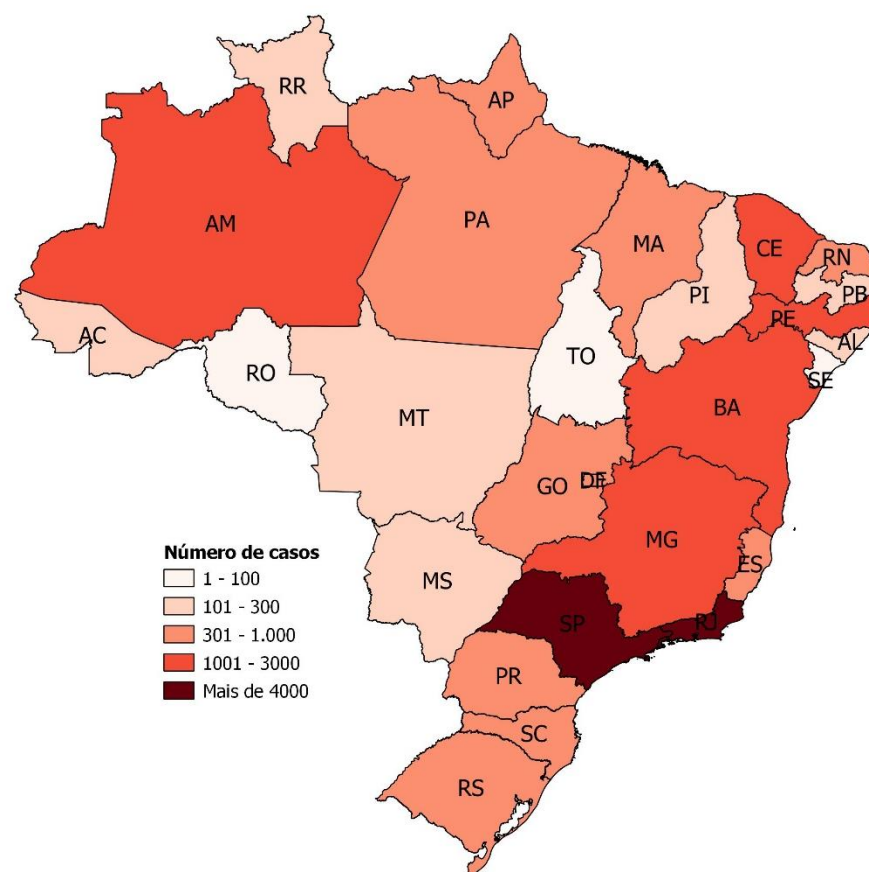 RR
AP
AM
PA
MA
CE
RN
PI
PB
PE
AC
AL
TO
RO
SE
BA
MT
GO
DF
MG
ES
MS
SP
RJ
PR
SC
RS
Número de casos
1 - 100
101 - 300
301 - 1.000
1001 - 3000
Mais de 4000